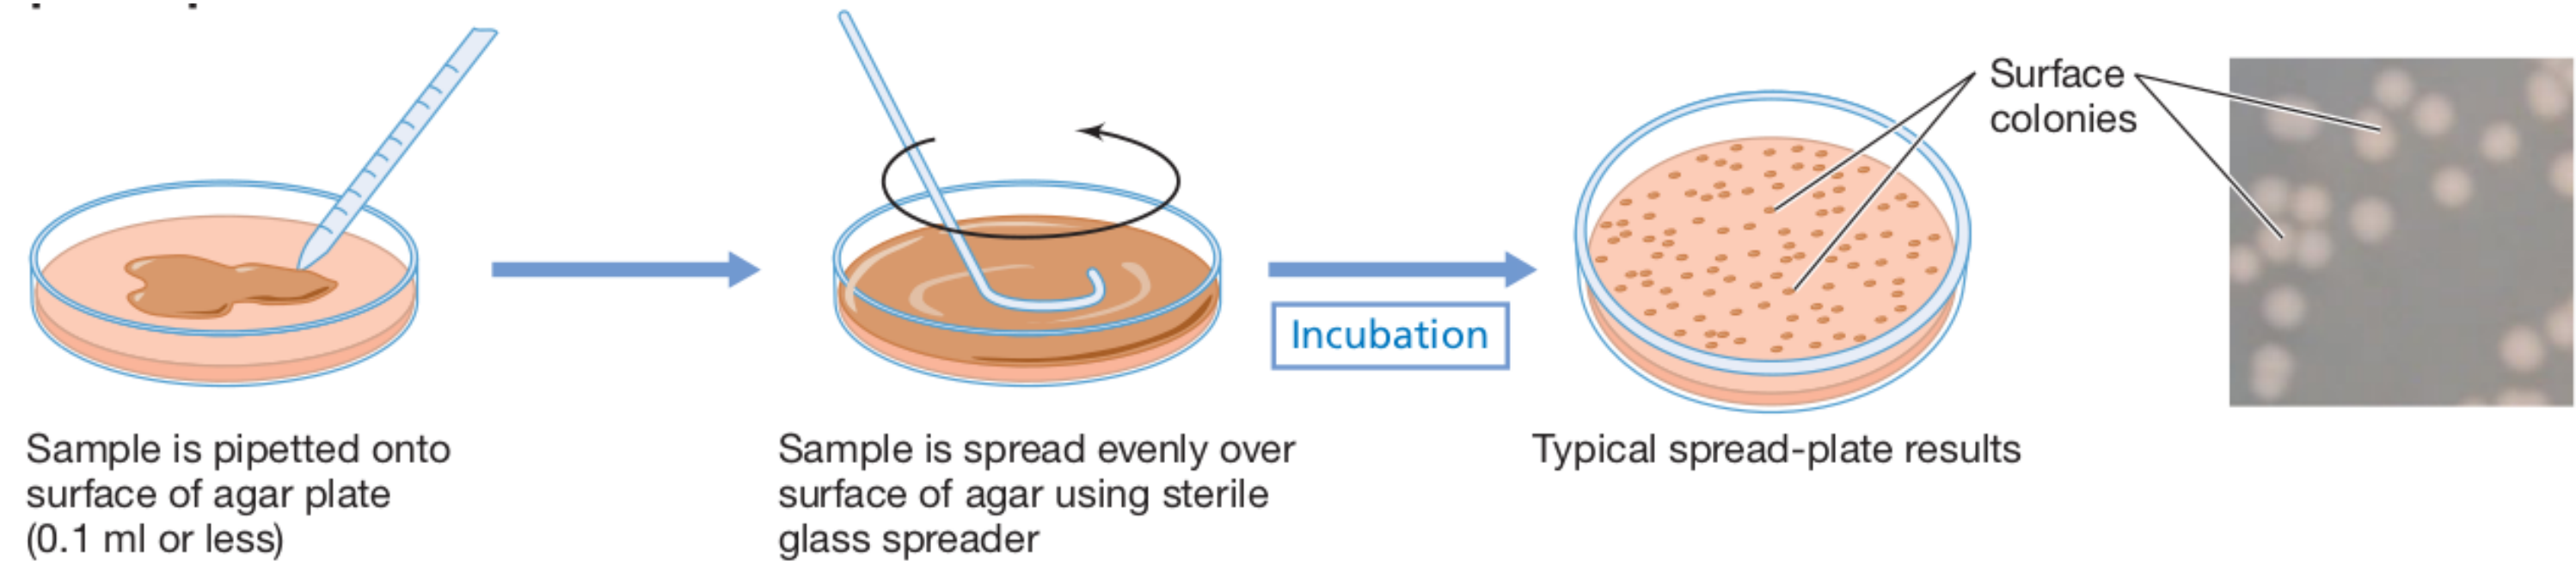 Sample is pipetted onto
surface of agar plate
(0.1 ml or less)
Sample is spread evenly over
surface of agar using sterile
glass spreader
Incubation
Typical spread-plate results
Surface
colonies